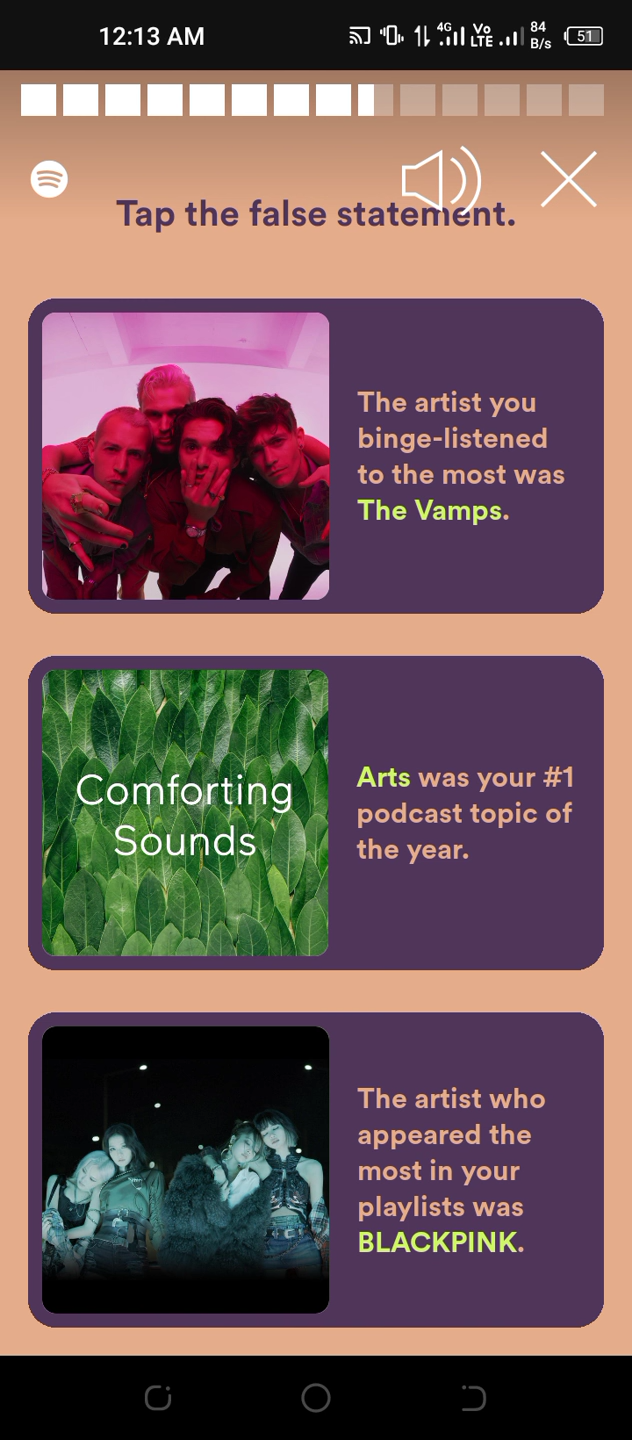 12:13 AM
4G
Vo
LTE
84
B/s
51
Tap the false statement.
The artist you
binge-listened
to the most was
The Vamps.
Comforting
Sounds
Arts was your #1
podcast topic of
the year.
The artist who
appeared the
most in your
playlists was
BLACKPINK.